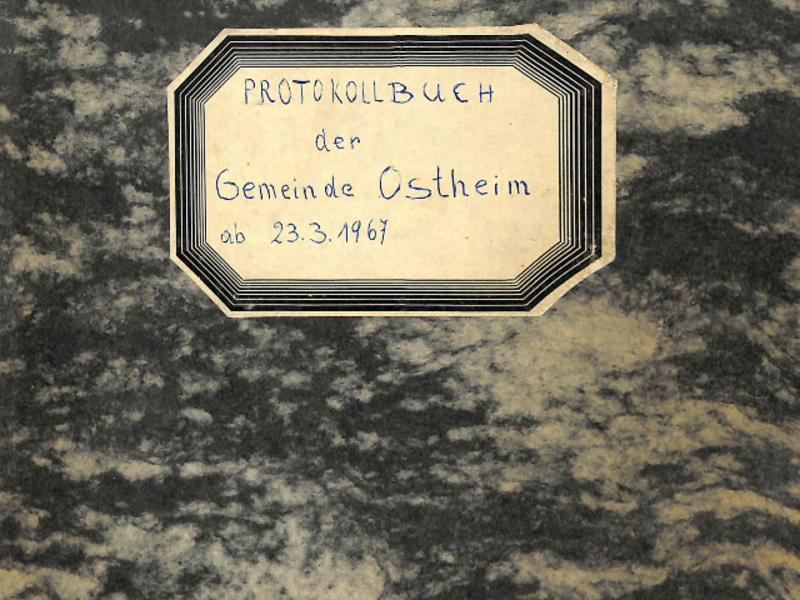 PROTOKOLLBUCH
der
Gemeinde Ostheim
ab 23.3.1967